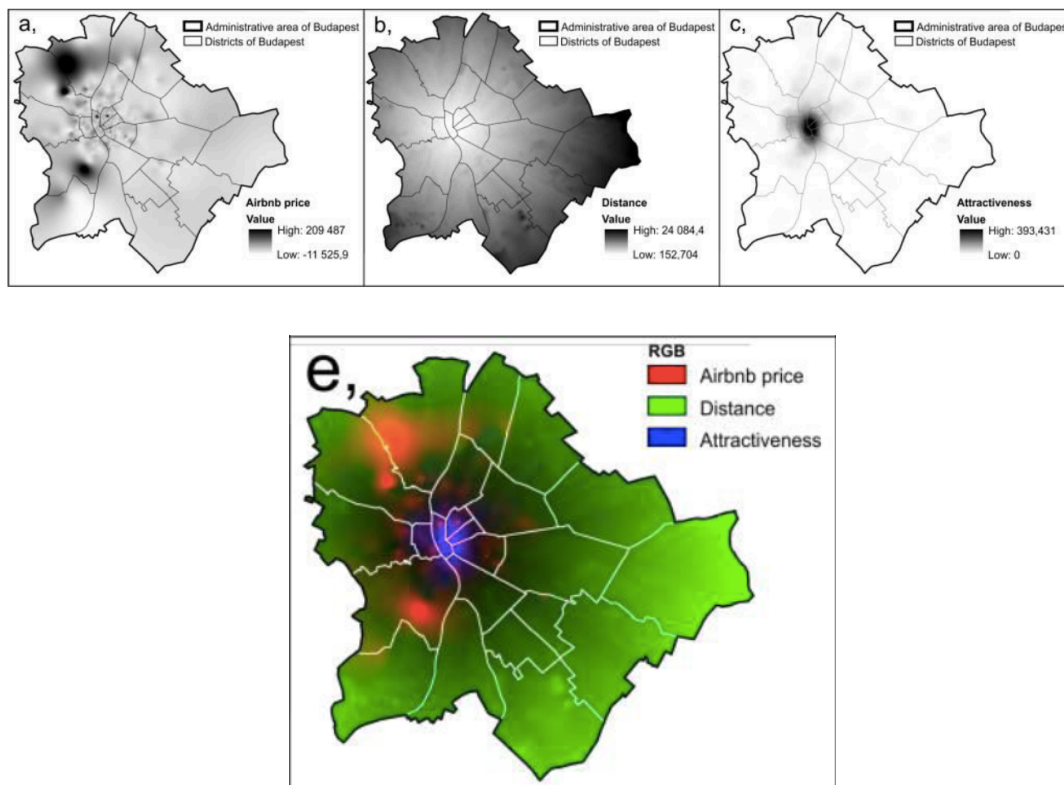 a,
Administrative area of Budapest
Districts of Budapest
Airbnb price
Value
High: 209 487
Low: -11 525,9
b,
Administrative area of Budapest
Districts of Budapest
Distance
Value
High: 24 084,4
Low: 152,704
c,
Administrative area of Budapest
Districts of Budapest
Attractiveness
Value
High: 393,431
Low: 0
e,
RGB
Airbnb price
Distance
Attractiveness